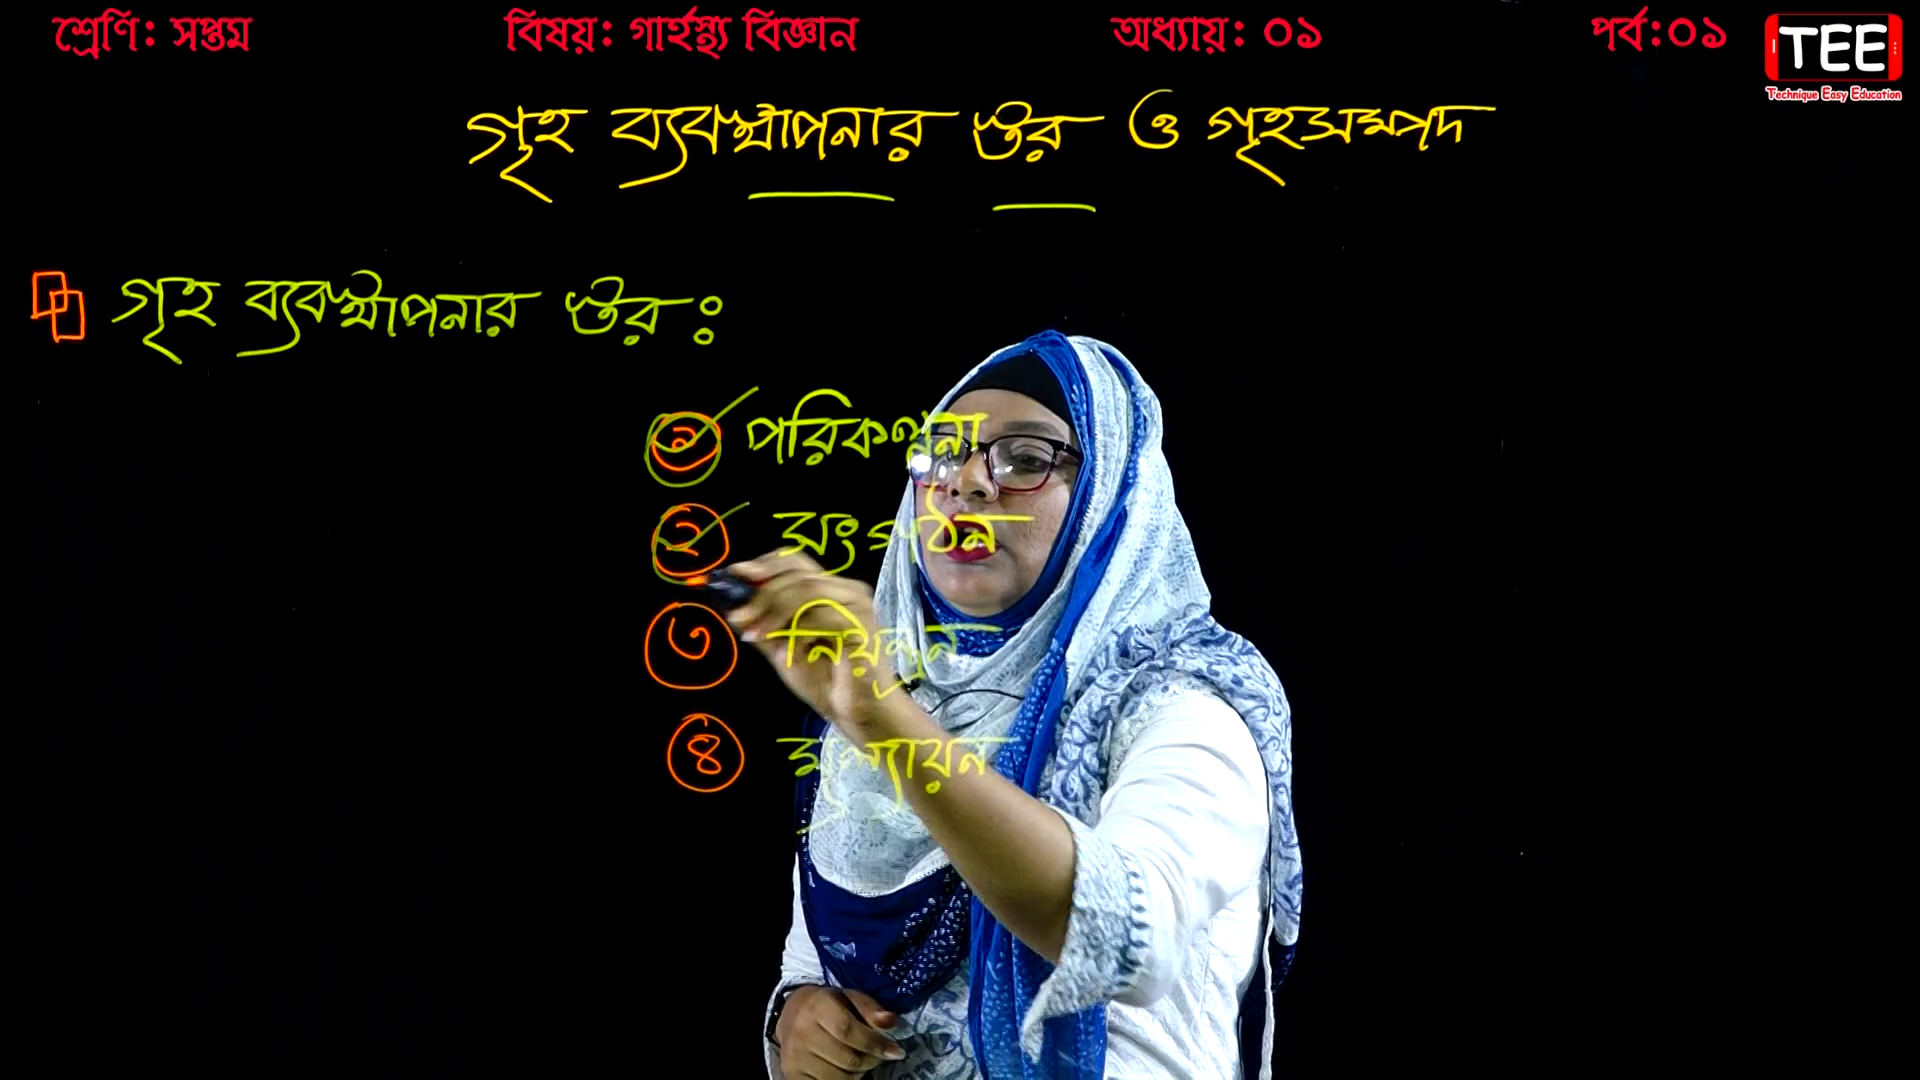 শ্রেণি: সপ্তম বিষয়: গার্হস্থ্য বিজ্ঞান অধ্যায়: ০১ পর্ব:০১
TEE
Technique Easy Education
গৃহ ব্যবস্থাপনার স্তর ও গৃহসম্পদ
গৃহ ব্যবস্থাপনার স্তর :
১ পরিকল্পনা
২ সংগঠন
৩ নিয়ন্ত্রন
৪ মূল্যায়ন